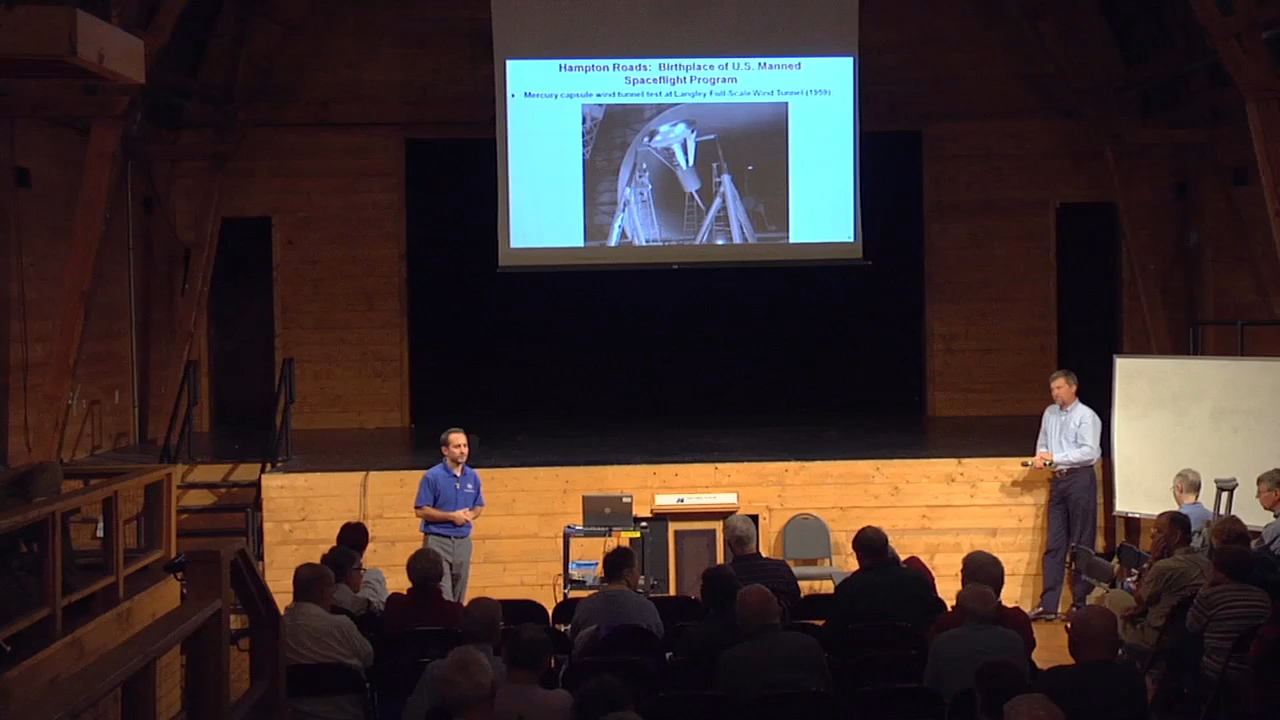 Hampton Roads: Birthplace of U.S. Manned
Spaceflight Program
• Mercury capsule wind tunnel test at Langley Full-Scale Wind Tunnel (1959):